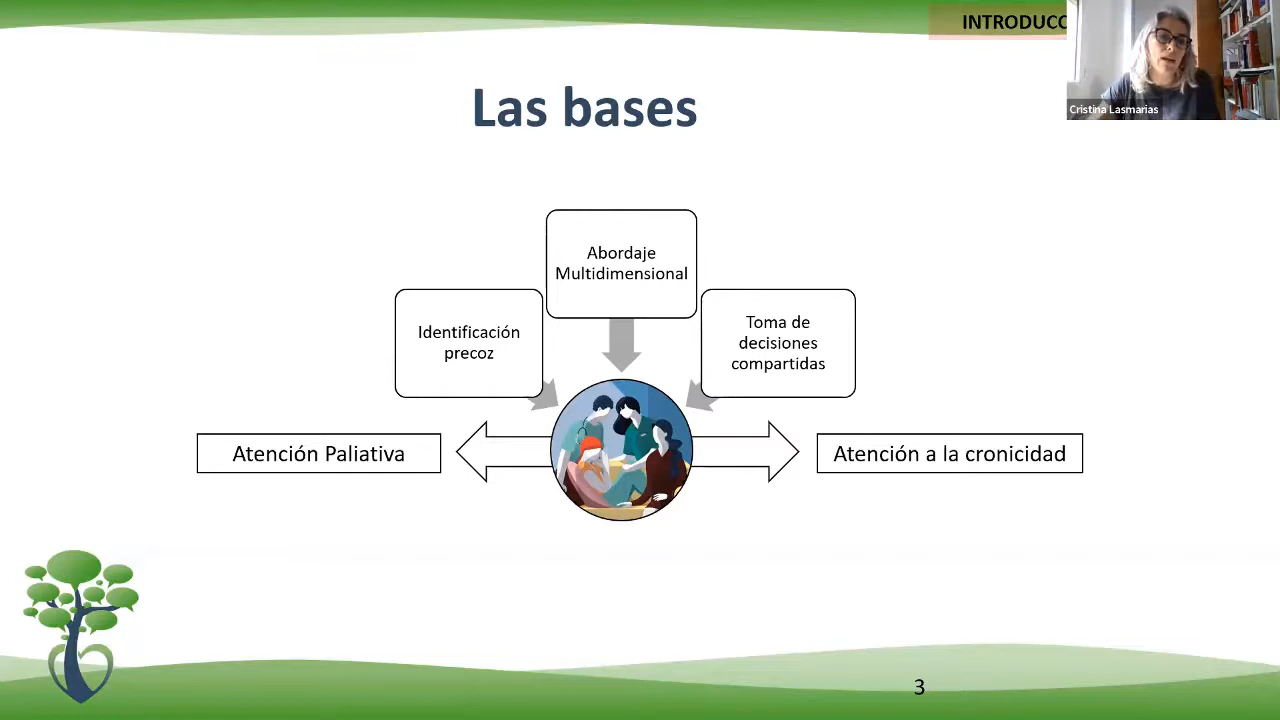 INTRODUCC
Cristina Lasmarias
Las bases
Abordaje
Multidimensional
Identificación
precoz
Toma de
decisiones
compartidas
Atención Paliativa
Atención a la cronicidad
3